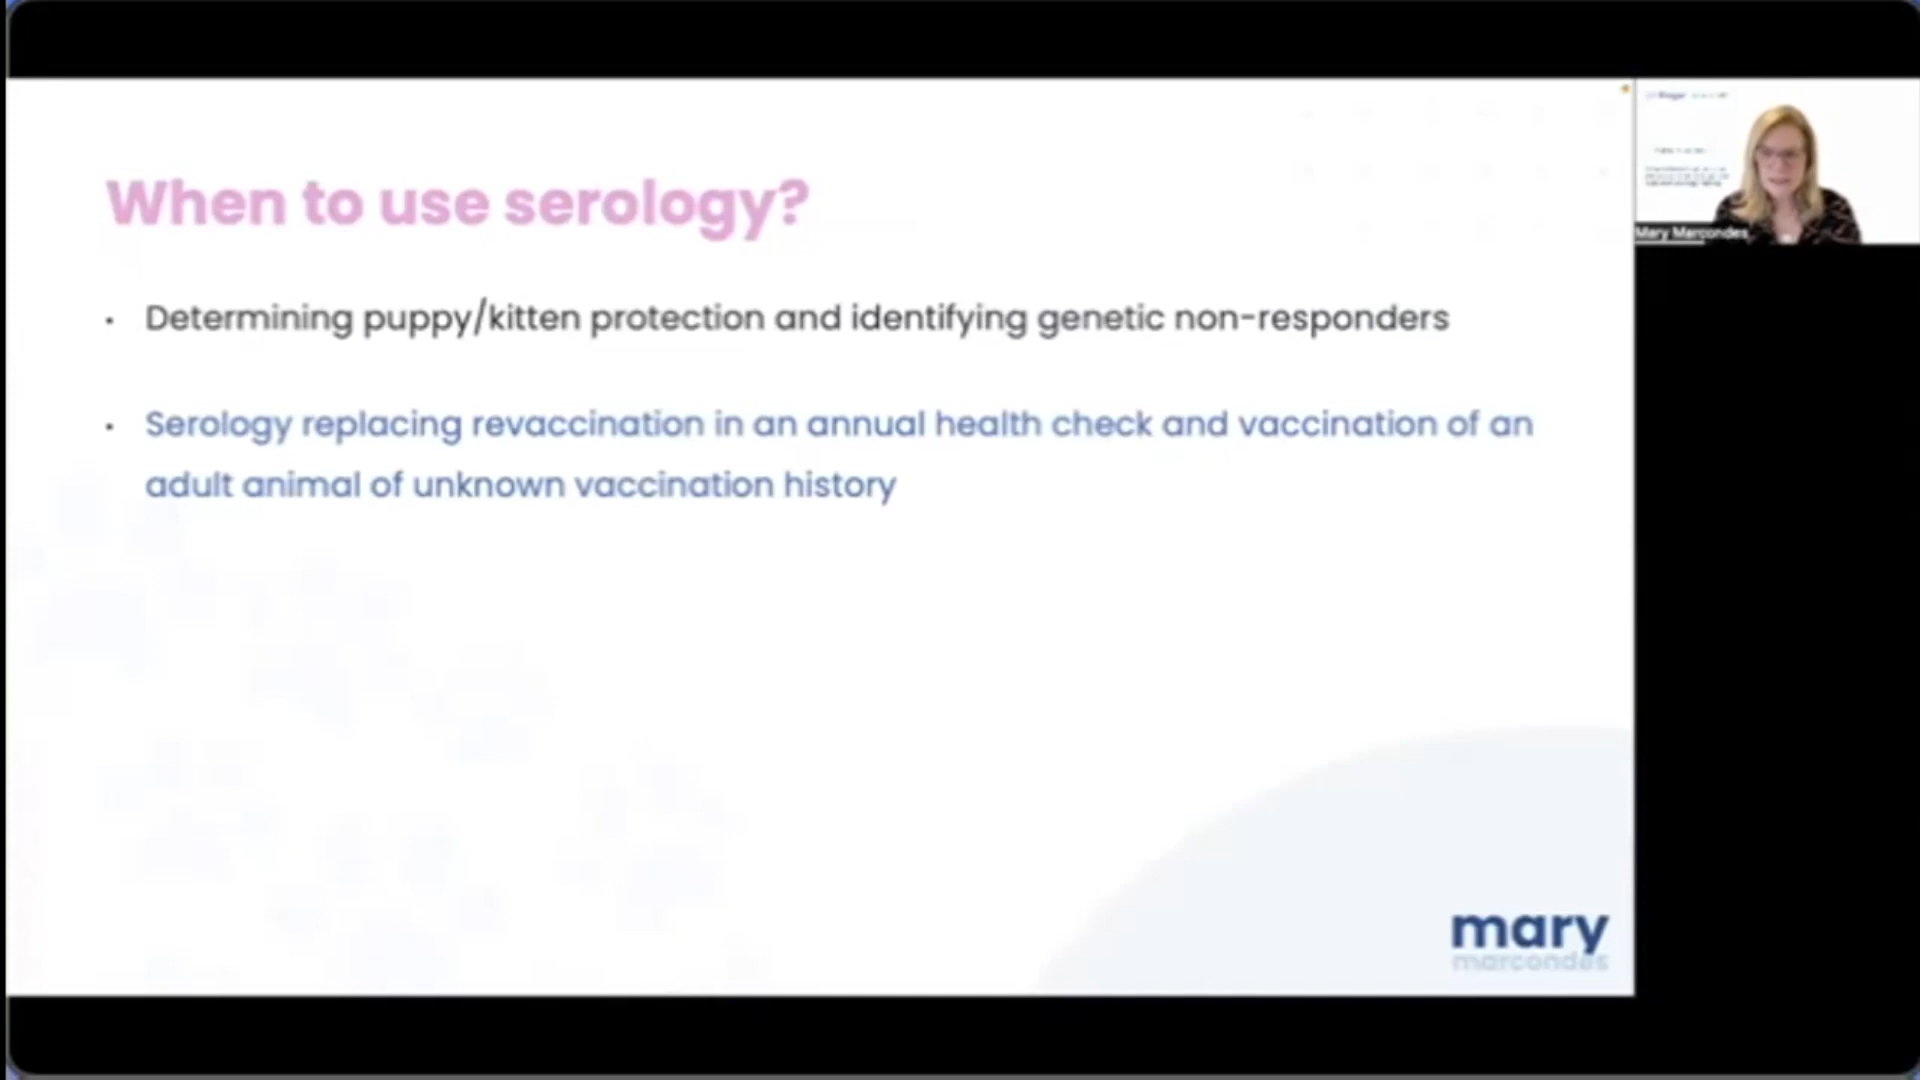 When to use serology?
• Determining puppy/kitten protection and identifying genetic non-responders
• Serology replacing revaccination in an annual health check and vaccination of an
adult animal of unknown vaccination history
Mary Marcondes
mary
marcondes